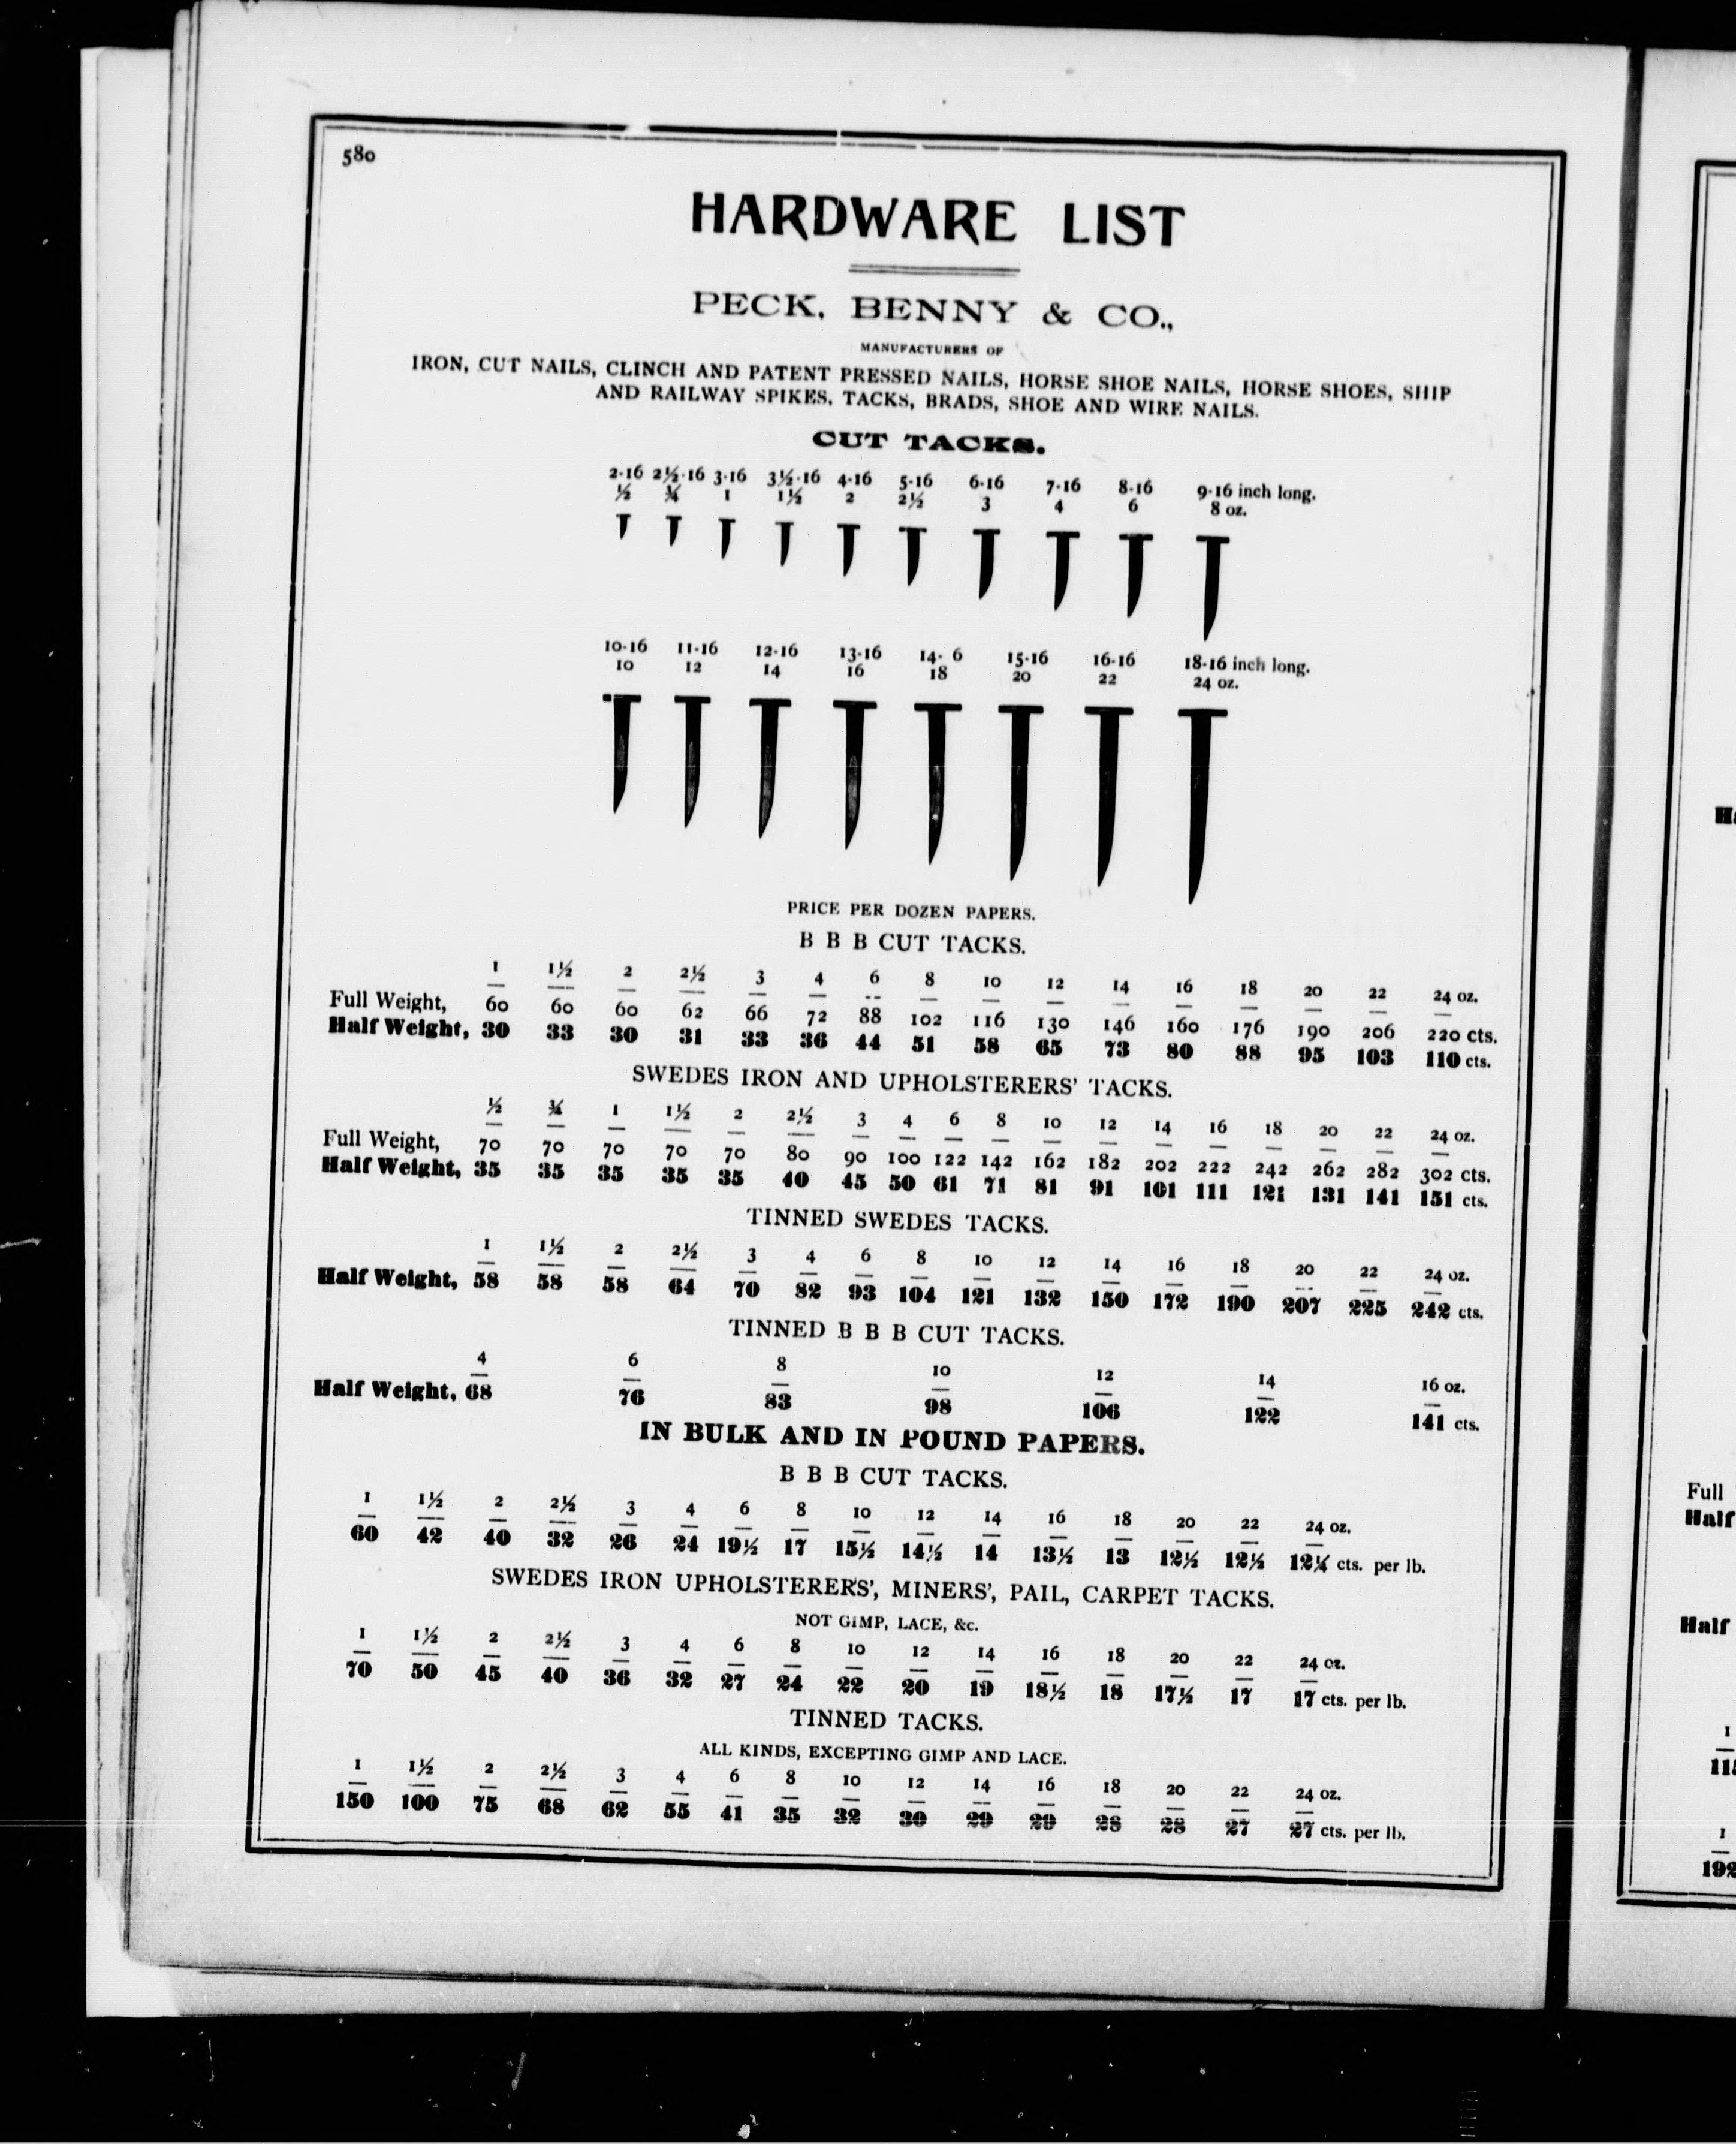 580
HARDWARE LIST
PECK, BENNY & CO.,
MANUFACTURERS OF
IRON, CUT NAILS, CLINCH AND PATENT PRESSED NAILS, HORSE SHOE NAILS, HORSE SHOES, SHIP
AND RAILWAY SPIKES, TACKS, BRADS, SHOE AND WIRE NAILS.
CUT TACKS.
2-16 2½-16 3-16 3½-16 4-16 5-16 6-16 7-16 8-16 9-16 inch long.
½ ¾ 1 1½ 2 2½ 3 4 6 8 oz.
10-16 11-16 12-16 13-16 14- 6 15-16 16-16 18-16 inch long.
10 12 14 16 18 20 22 24 oz.
PRICE PER DOZEN PAPERS.
B B B CUT TACKS.
1 1½ 2 2½ 3 4 6 8 10 12 14 16 18 20 22 24 oz.
Full Weight, 60 60 60 62 66 72 88 102 116 130 146 160 176 190 206 220 cts.
Half Weight, 30 33 30 31 33 36 44 51 58 65 73 80 88 95 103 110 cts.
SWEDES IRON AND UPHOLSTERERS' TACKS.
½ ¾ 1 1½ 2 2½ 3 4 6 8 10 12 14 16 18 20 22 24 oz.
Full Weight, 70 70 70 70 70 80 90 100 122 142 162 182 202 222 242 262 282 302 cts.
Half Weight, 35 35 35 35 35 40 45 50 61 71 81 91 101 111 121 131 141 151 cts.
TINNED SWEDES TACKS.
1 1½ 2 2½ 3 4 6 8 10 12 14 16 18 20 22 24 oz.
Half Weight, 58 58 58 64 70 82 93 104 121 132 150 172 190 207 225 242 cts.
TINNED B B B CUT TACKS.
4 6 8 10 12 14 16 oz.
Half Weight, 68 76 83 98 106 122 141 cts.
IN BULK AND IN POUND PAPERS.
B B B CUT TACKS.
1 1½ 2 2½ 3 4 6 8 10 12 14 16 18 20 22 24 oz.
60 42 40 32 26 24 19½ 17 15½ 14½ 14 13½ 13 12½ 12½ 12¼ cts. per lb.
SWEDES IRON UPHOLSTERERS', MINERS', PAIL, CARPET TACKS.
NOT GIMP, LACE, &c.
1 1½ 2 2½ 3 4 6 8 10 12 14 16 18 20 22 24 oz.
70 50 45 40 36 32 27 24 22 20 19 18½ 18 17½ 17 17 cts. per lb.
TINNED TACKS.
ALL KINDS, EXCEPTING GIMP AND LACE.
1 1½ 2 2½ 3 4 6 8 10 12 14 16 18 20 22 24 oz.
150 100 75 68 62 55 41 35 32 30 29 29 28 28 27 27 cts. per lb.
Full
Half
Half
1
1